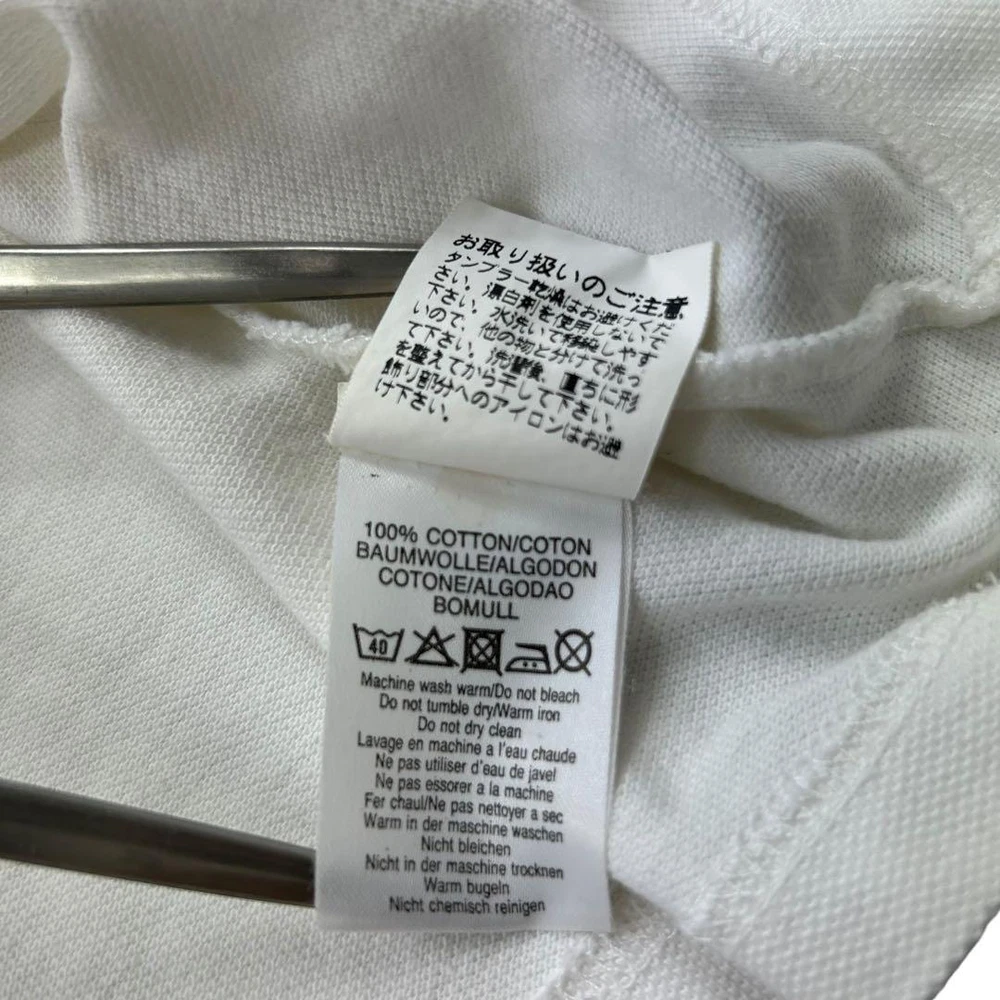 お取り扱いのご注意
タンブラー乾燥はお避けくだ
さい。漂白剤を使用しないで
下さい。水洗いで移染しやす
いので、他の物と分けて洗っ
て下さい。洗濯後、直ちに形
を整えてから干して下さい。
飾り部分へのアイロンはお避
け下さい。
100% COTTON/COTON
BAUMWOLLE/ALGODON
COTONE/ALGODAO
BOMULL
40
Machine wash warm/Do not bleach
Do not tumble dry/Warm iron
Do not dry clean
Lavage en machine a l'eau chaude
Ne pas utiliser d'eau de javel
Ne pas essorer a la machine
Fer chaul/Ne pas nettoyer a sec
Warm in der maschine waschen
Nicht bleichen
Nicht in der maschine trocknen
Warm bugeln
Nicht chemisch reinigen